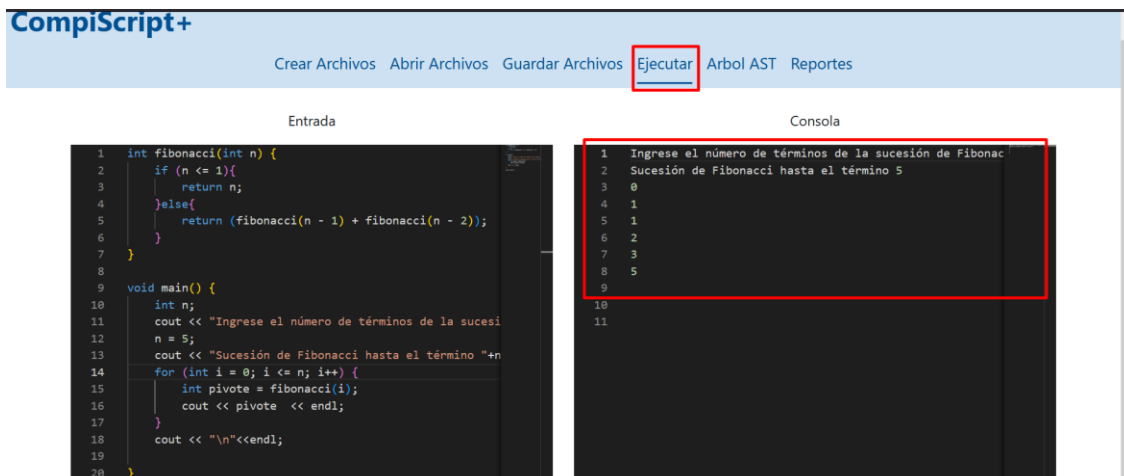 CompiScript+
Crear Archivos Abrir Archivos Guardar Archivos Ejecutar Arbol AST Reportes
Entrada
1 int fibonacci(int n) {
2 if (n <= 1){
3 return n;
4 }else{
5 return (fibonacci(n - 1) + fibonacci(n - 2));
6 }
7 }
8
9 void main() {
10 int n;
11 cout << "Ingrese el número de términos de la sucesi
12 n = 5;
13 cout << "Sucesión de Fibonacci hasta el término "+n
14 for (int i = 0; i <= n; i++) {
15 int pivote = fibonacci(i);
16 cout << pivote  << endl;
17 }
18 cout << "\n"<<endl;
19
20 }
Consola
1 Ingrese el número de términos de la sucesión de Fibonac
2 Sucesión de Fibonacci hasta el término 5
3 0
4 1
5 1
6 2
7 3
8 5
9
10
11